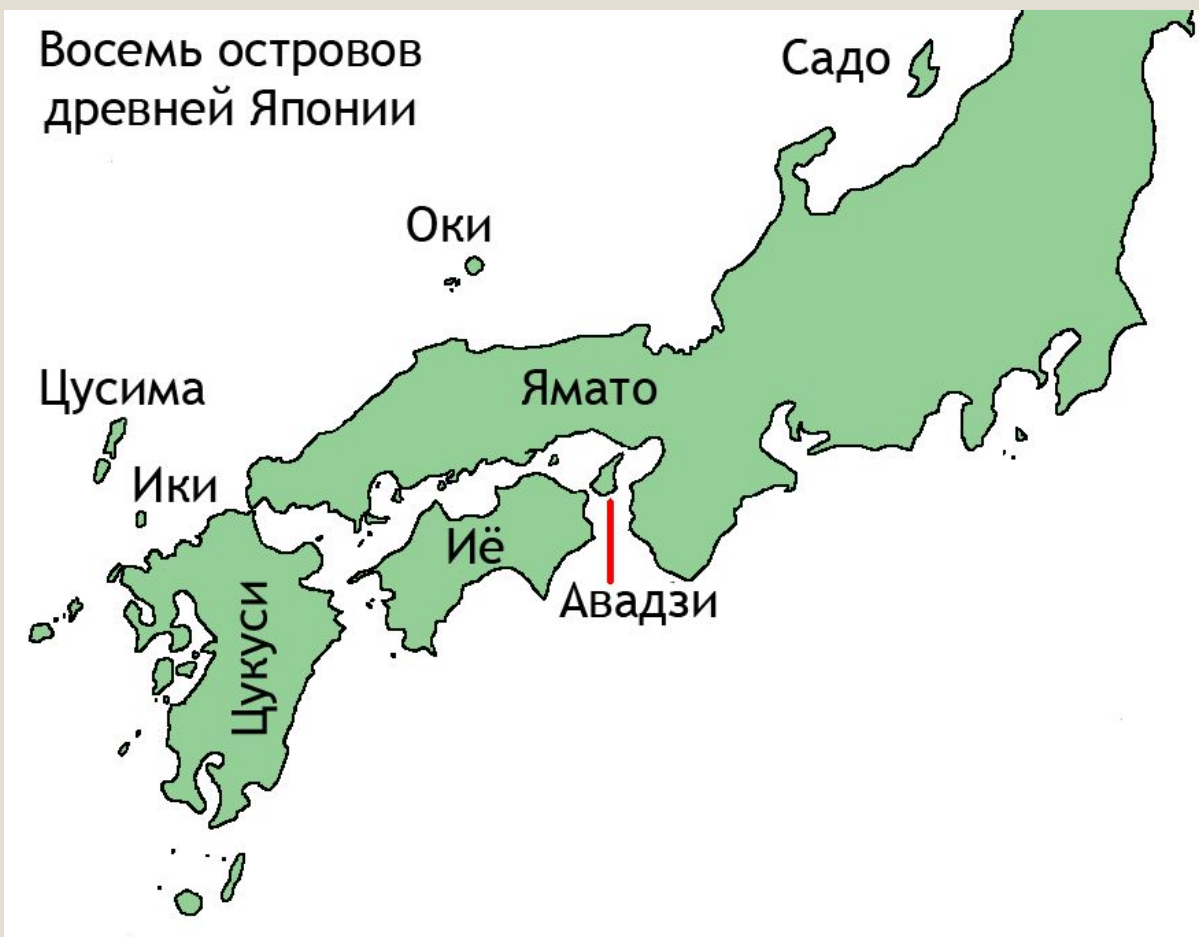 Восемь островов
древней Японии
Садо
Оки
Цусима
Ямато
Ики
Иё
Авадзи
Цукуси